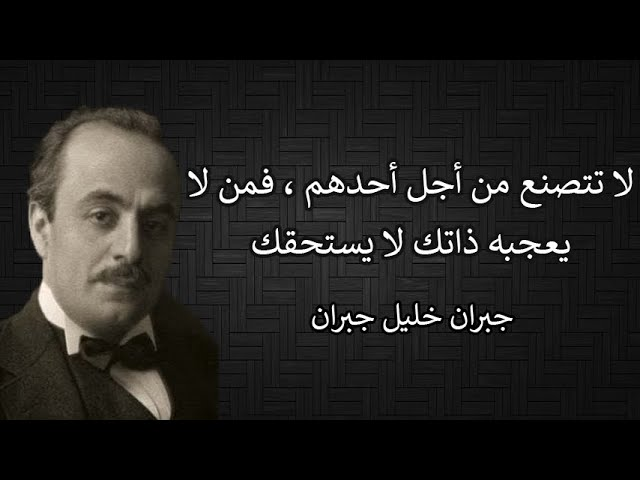 لا تتصنع من أجل أحدهم ، فمن لا
يعجبه ذاتك لا يستحقك
جبران خليل جبران